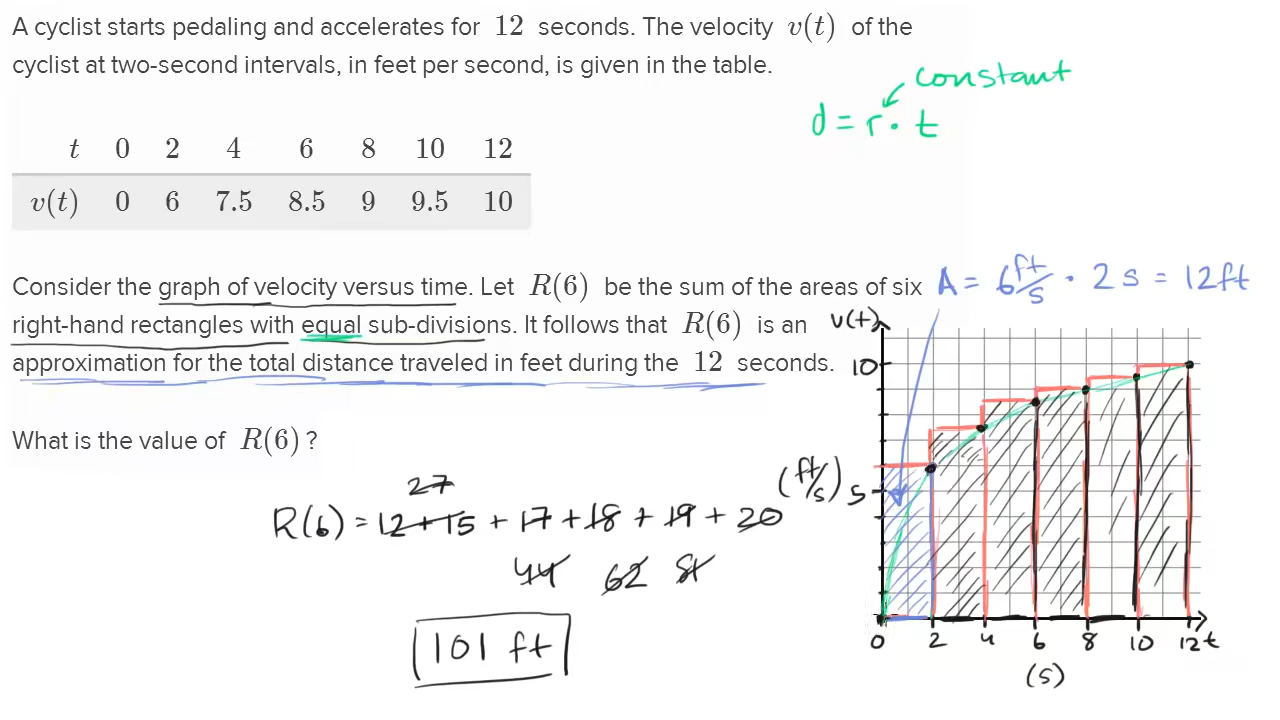 A cyclist starts pedaling and accelerates for 12 seconds. The velocity v(t) of the
cyclist at two-second intervals, in feet per second, is given in the table.
constant
d = r · t
t 0 2 4 6 8 10 12
v(t) 0 6 7.5 8.5 9 9.5 10
Consider the graph of velocity versus time. Let R(6) be the sum of the areas of six
right-hand rectangles with equal sub-divisions. It follows that R(6) is an
approximation for the total distance traveled in feet during the 12 seconds.
What is the value of R(6)?
A = 6 ft/s · 2 s = 12ft
v(t)
10
(ft/s) 5
0 2 4 6 8 10 12 t
(s)
27
R(6) = 12 + 15 + 17 + 18 + 19 + 20
44 62 81
101 ft